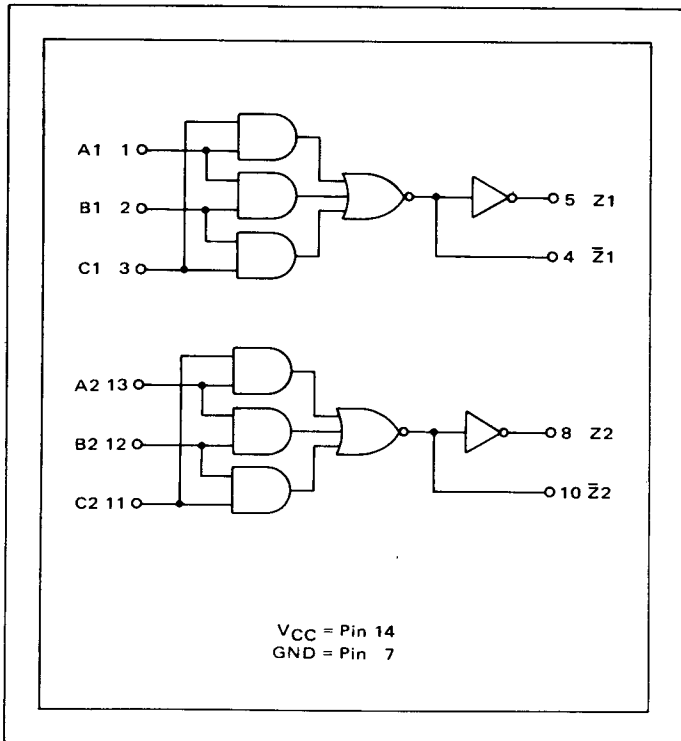 A1 1
B1 2
C1 3
5 Z1
4 Z̅1
A2 13
B2 12
C2 11
8 Z2
10 Z̅2
VCC = Pin 14
GND = Pin 7